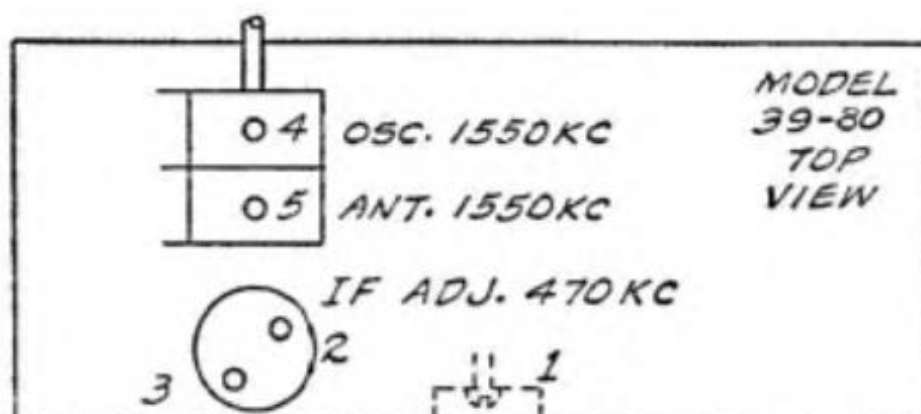 MODEL
39-80
TOP
VIEW
4 OSC. 1550KC
5 ANT. 1550KC
IF ADJ. 470KC
2
3
1